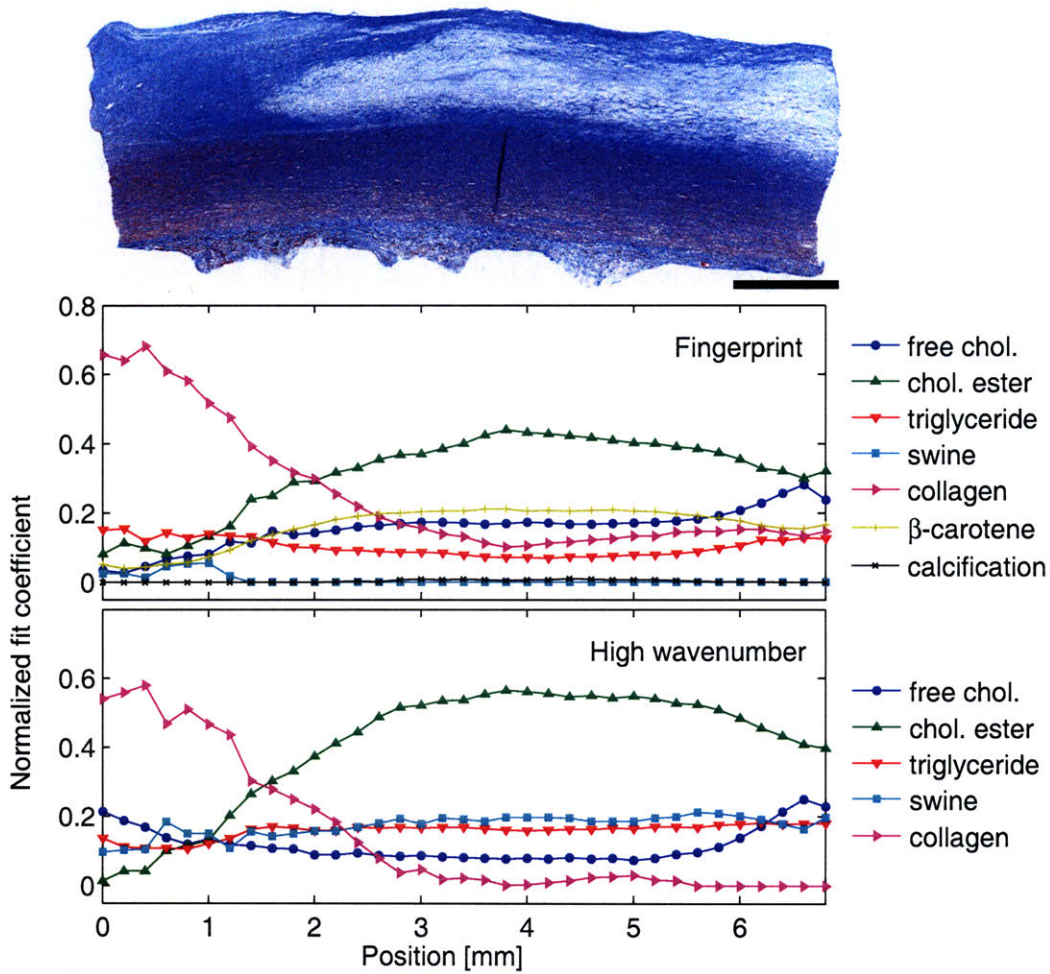 0.8
0.6
0.4
0.2
0
Fingerprint
free chol.
chol. ester
triglyceride
swine
collagen
β-carotene
calcification
Normalized fit coefficient
0.6
0.4
0.2
0
High wavenumber
free chol.
chol. ester
triglyceride
swine
collagen
0 1 2 3 4 5 6
Position [mm]